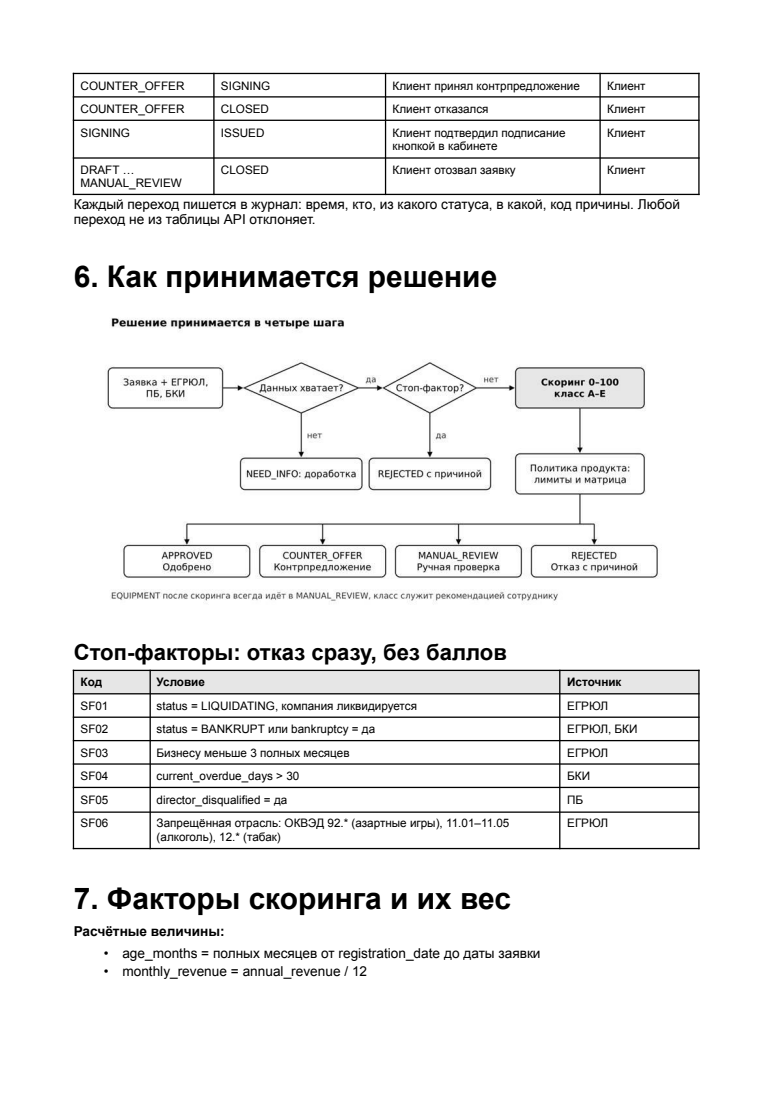 COUNTER_OFFER SIGNING Клиент принял контрпредложение Клиент
COUNTER_OFFER CLOSED Клиент отказался Клиент
SIGNING ISSUED Клиент подтвердил подписание Клиент
кнопкой в кабинете
DRAFT … CLOSED Клиент отозвал заявку Клиент
MANUAL_REVIEW
Каждый переход пишется в журнал: время, кто, из какого статуса, в какой, код причины. Любой
переход не из таблицы API отклоняет.
6. Как принимается решение
Решение принимается в четыре шага
Заявка + ЕГРЮЛ,
ПБ, БКИ
Данных хватает?
да
Стоп-фактор?
нет
Скоринг 0–100
класс A–E
нет
да
NEED_INFO: доработка
REJECTED с причиной
Политика продукта:
лимиты и матрица
APPROVED
Одобрено
COUNTER_OFFER
Контрпредложение
MANUAL_REVIEW
Ручная проверка
REJECTED
Отказ с причиной
EQUIPMENT после скоринга всегда идёт в MANUAL_REVIEW, класс служит рекомендацией сотруднику
Стоп-факторы: отказ сразу, без баллов
Код Условие Источник
SF01 status = LIQUIDATING, компания ликвидируется ЕГРЮЛ
SF02 status = BANKRUPT или bankruptcy = да ЕГРЮЛ, БКИ
SF03 Бизнесу меньше 3 полных месяцев ЕГРЮЛ
SF04 current_overdue_days > 30 БКИ
SF05 director_disqualified = да ПБ
SF06 Запрещённая отрасль: ОКВЭД 92.* (азартные игры), 11.01–11.05 ЕГРЮЛ
(алкоголь), 12.* (табак)
7. Факторы скоринга и их вес
Расчётные величины:
• age_months = полных месяцев от registration_date до даты заявки
• monthly_revenue = annual_revenue / 12